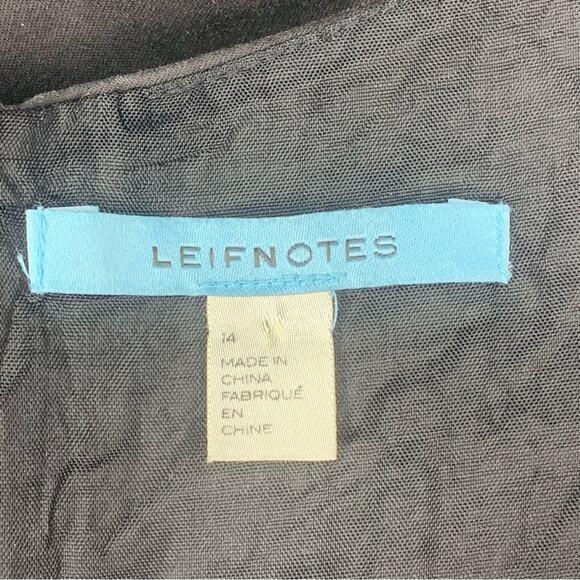 LEIFNOTES
14
MADE IN
CHINA
FABRIQUÉ
EN
CHINE